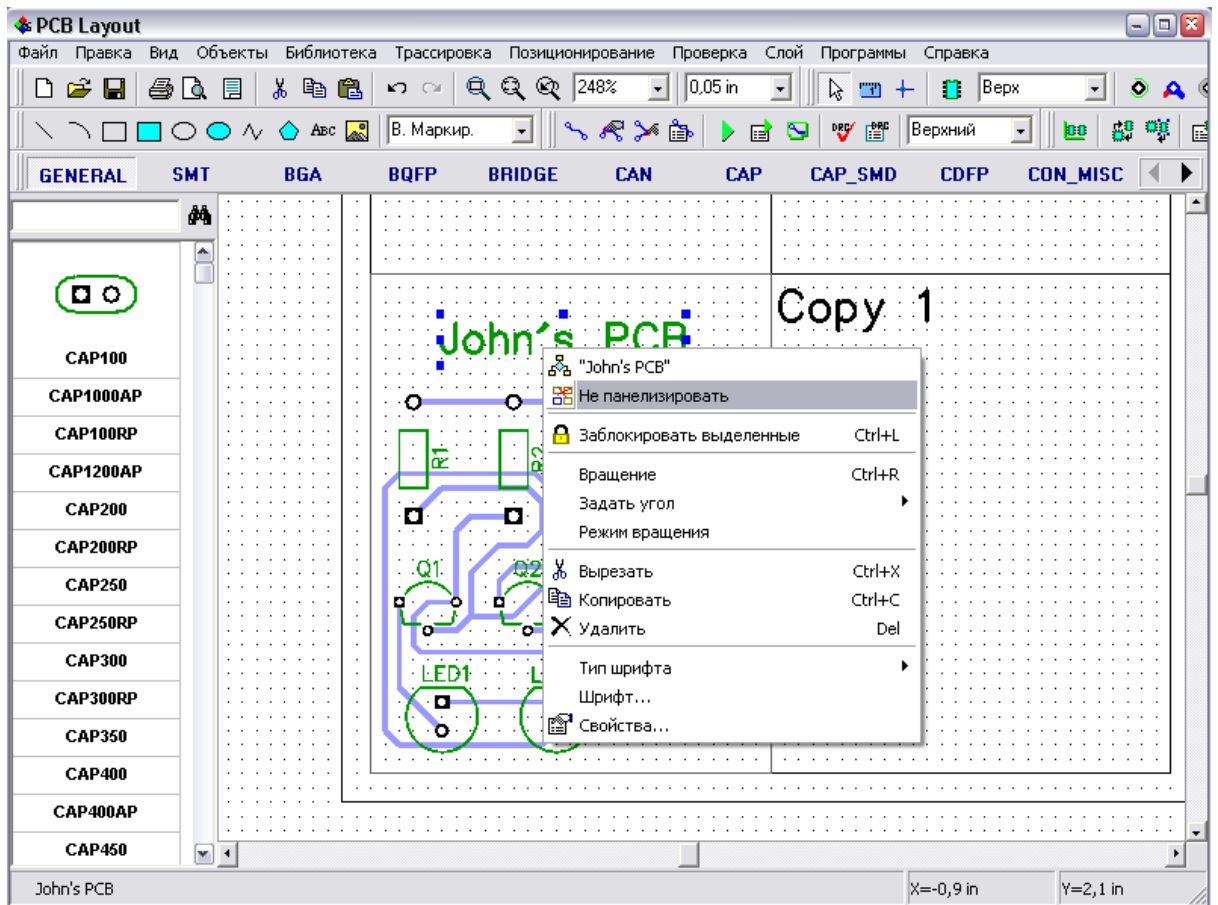 PCB Layout
Файл Правка Вид Объекты Библиотека Трассировка Позиционирование Проверка Слой Программы Справка
248% 0,05 in Верх
ABC В. Маркир. DRC DRC Верхний
GENERAL SMT BGA BQFP BRIDGE CAN CAP CAP_SMD CDFP CON_MISC
CAP100
CAP1000AP
CAP100RP
CAP1200AP
CAP200
CAP200RP
CAP250
CAP250RP
CAP300
CAP300RP
CAP350
CAP400
CAP400AP
CAP450
John's PCB
Copy 1
R1
R2
Q1
Q2
LED1
L
"John's PCB"
Не панелизировать
Заблокировать выделенные Ctrl+L
Вращение Ctrl+R
Задать угол
Режим вращения
Вырезать Ctrl+X
Копировать Ctrl+C
Удалить Del
Тип шрифта
Шрифт...
Свойства...
John's PCB X=-0,9 in Y=2,1 in